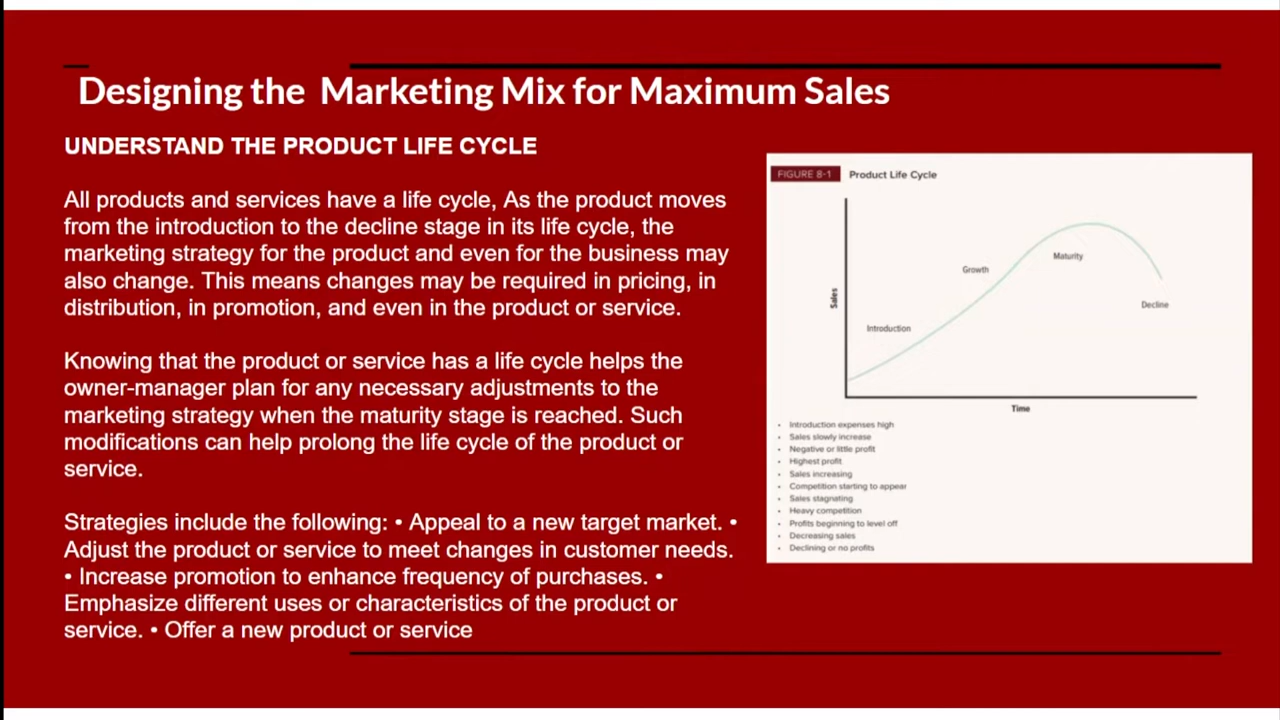 Designing the Marketing Mix for Maximum Sales
UNDERSTAND THE PRODUCT LIFE CYCLE
All products and services have a life cycle, As the product moves
from the introduction to the decline stage in its life cycle, the
marketing strategy for the product and even for the business may
also change. This means changes may be required in pricing, in
distribution, in promotion, and even in the product or service.
Knowing that the product or service has a life cycle helps the
owner-manager plan for any necessary adjustments to the
marketing strategy when the maturity stage is reached. Such
modifications can help prolong the life cycle of the product or
service.
Strategies include the following: • Appeal to a new target market. •
Adjust the product or service to meet changes in customer needs.
• Increase promotion to enhance frequency of purchases. •
Emphasize different uses or characteristics of the product or
service. • Offer a new product or service
FIGURE 8-1 Product Life Cycle
Sales
Introduction
Growth
Maturity
Decline
Time
• Introduction expenses high
• Sales slowly increase
• Negative or little profit
• Highest profit
• Sales increasing
• Competition starting to appear
• Sales stagnating
• Heavy competition
• Profits beginning to level off
• Decreasing sales
• Declining or no profits